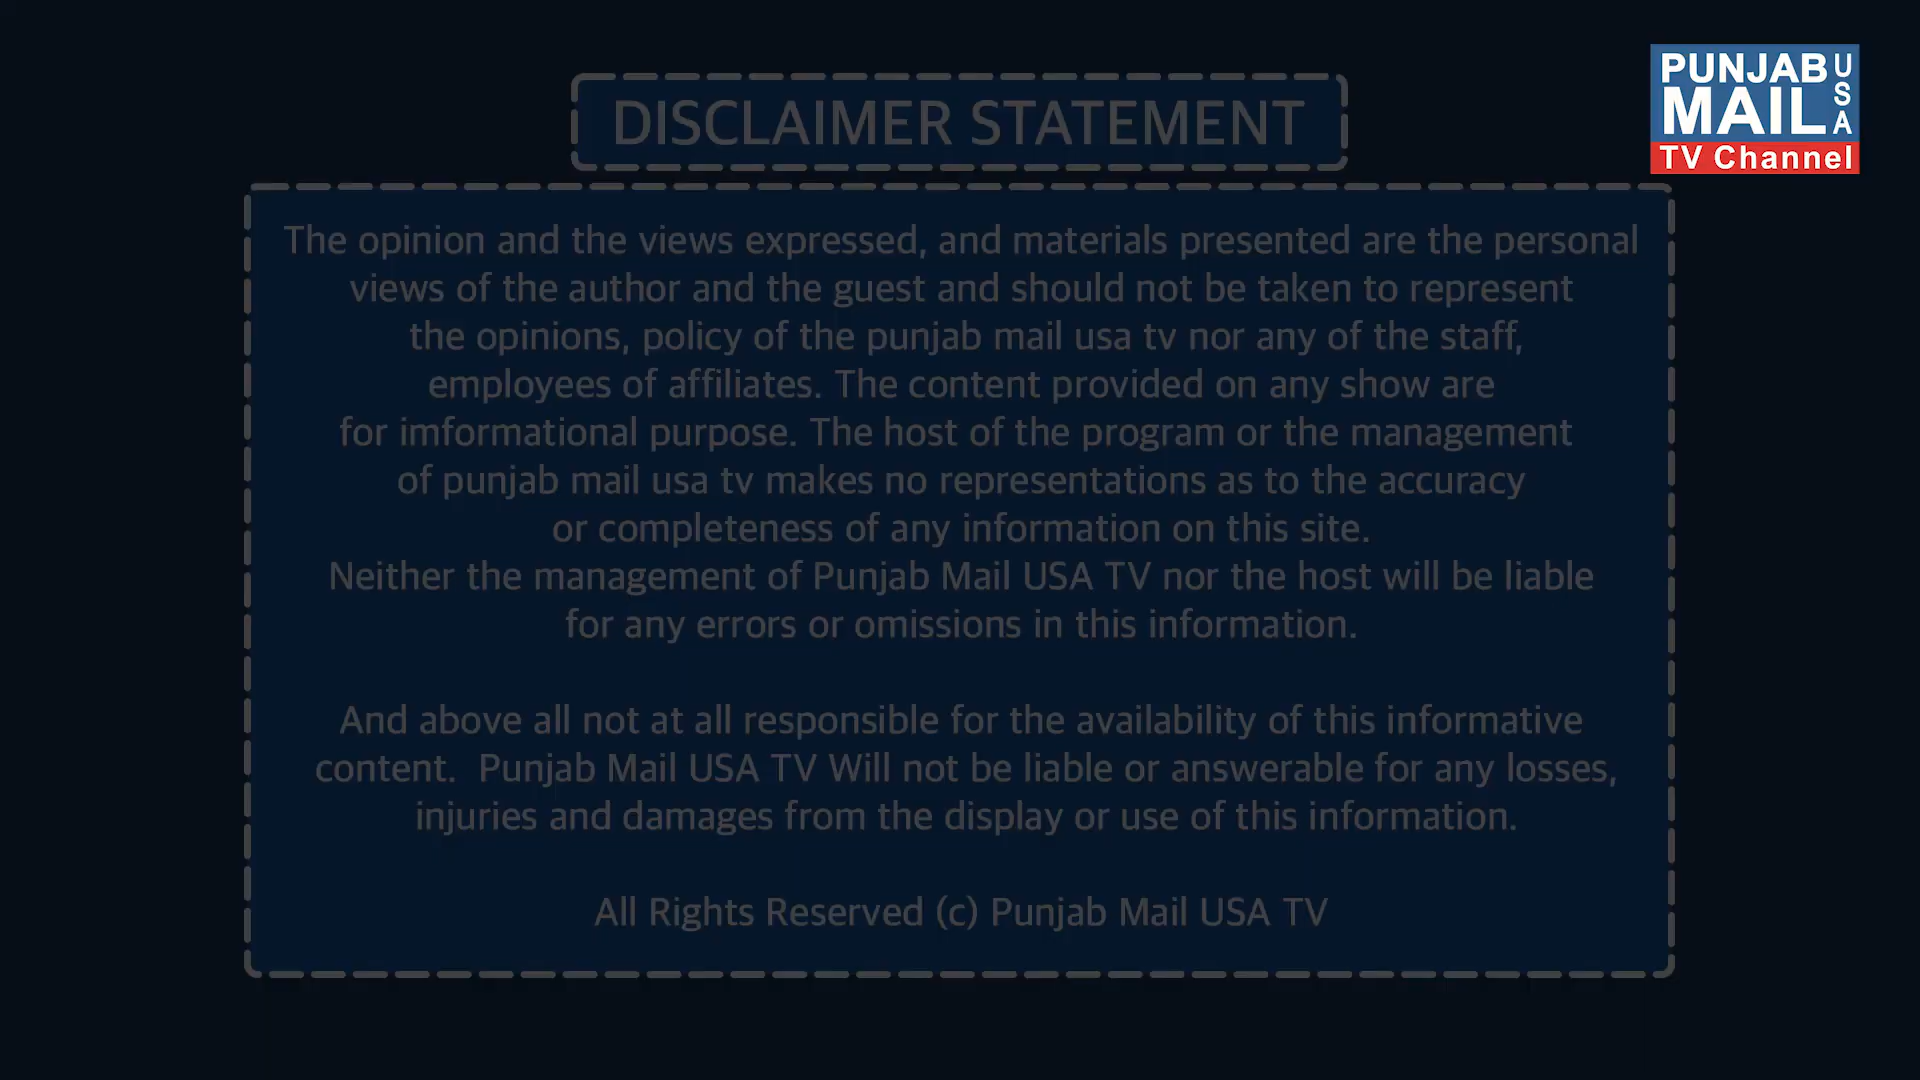 PUNJAB USA
MAIL
TV Channel
DISCLAIMER STATEMENT
The opinion and the views expressed, and materials presented are the personal
views of the author and the guest and should not be taken to represent
the opinions, policy of the punjab mail usa tv nor any of the staff,
employees of affiliates. The content provided on any show are
for imformational purpose. The host of the program or the management
of punjab mail usa tv makes no representations as to the accuracy
or completeness of any information on this site.
Neither the management of Punjab Mail USA TV nor the host will be liable
for any errors or omissions in this information.
And above all not at all responsible for the availability of this informative
content. Punjab Mail USA TV Will not be liable or answerable for any losses,
injuries and damages from the display or use of this information.
All Rights Reserved (c) Punjab Mail USA TV